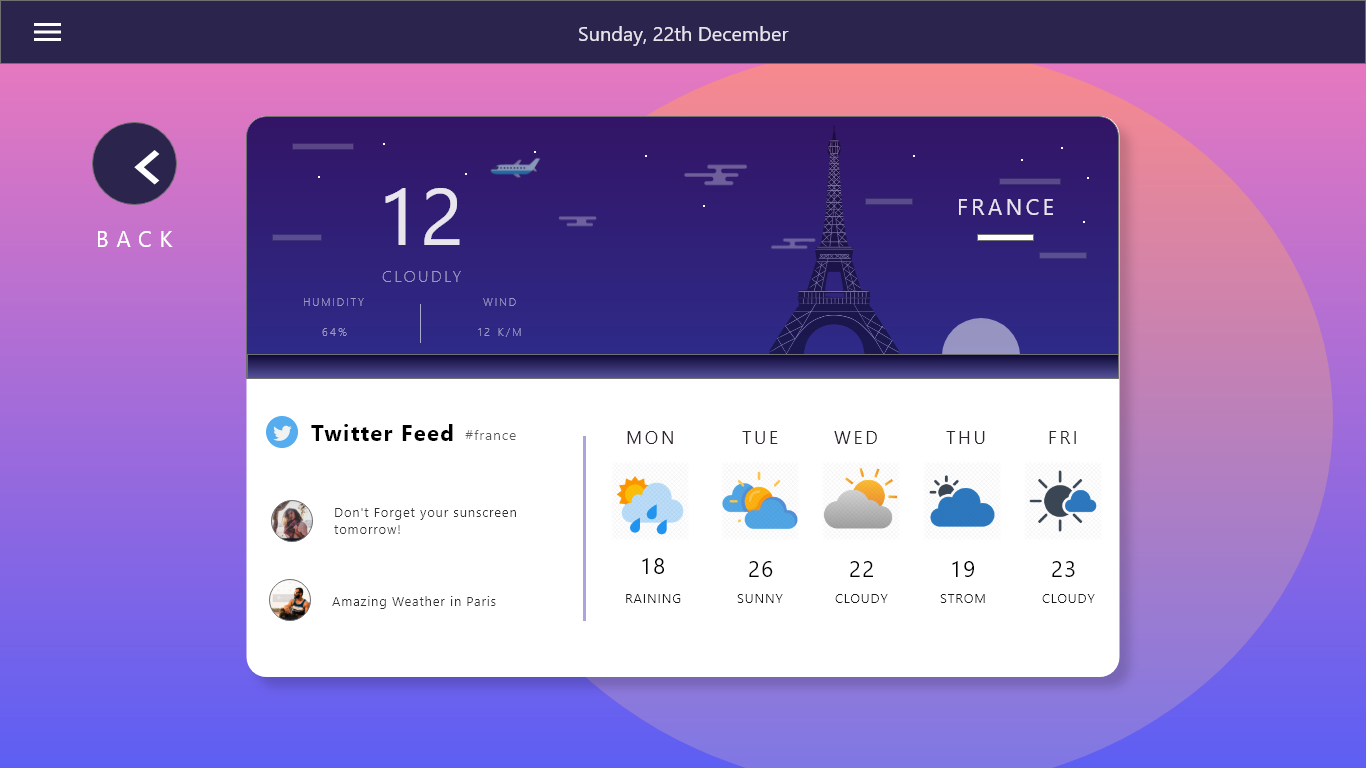 Sunday, 22th December
BACK
12
CLOUDLY
HUMIDITY
64%
WIND
12 K/M
FRANCE
Twitter Feed #france
Don't Forget your sunscreen
tomorrow!
Amazing Weather in Paris
MON TUE WED THU FRI
18 26 22 19 23
RAINING SUNNY CLOUDY STROM CLOUDY